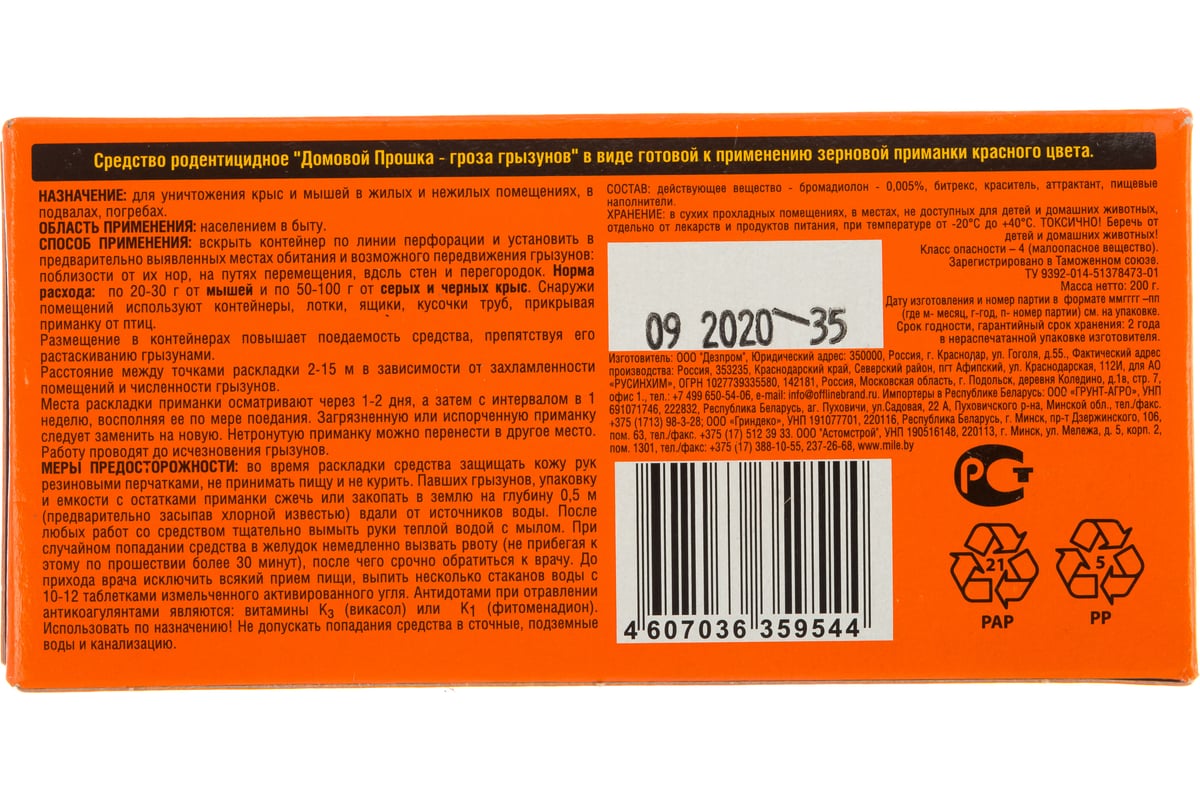 Средство родентицидное "Домовой Прошка - гроза грызунов" в виде готовой к применению зерновой приманки красного цвета.
НАЗНАЧЕНИЕ: для уничтожения крыс и мышей в жилых и нежилых помещениях, в
подвалах, погребах.
ОБЛАСТЬ ПРИМЕНЕНИЯ: населением в быту.
СПОСОБ ПРИМЕНЕНИЯ: вскрыть контейнер по линии перфорации и установить в
предварительно выявленных местах обитания и возможного передвижения грызунов:
поблизости от их нор, на путях перемещения, вдоль стен и перегородок. Норма
расхода: по 20-30 г от мышей и по 50-100 г от серых и черных крыс. Снаружи
помещений используют контейнеры, лотки, ящики, кусочки труб, прикрывая
приманку от птиц.
Размещение в контейнерах повышает поедаемость средства, препятствуя его
растаскиванию грызунами.
Расстояние между точками раскладки 2-15 м в зависимости от захламленности
помещений и численности грызунов.
Места раскладки приманки осматривают через 1-2 дня, а затем с интервалом в 1
неделю, восполняя ее по мере поедания. Загрязненную или испорченную приманку
следует заменить на новую. Нетронутую приманку можно перенести в другое место.
Работу проводят до исчезновения грызунов.
МЕРЫ ПРЕДОСТОРОЖНОСТИ: во время раскладки средства защищать кожу рук
резиновыми перчатками, не принимать пищу и не курить. Павших грызунов, упаковку
и емкости с остатками приманки сжечь или закопать в землю на глубину 0,5 м
(предварительно засыпав хлорной известью) вдали от источников воды. После
любых работ со средством тщательно вымыть руки теплой водой с мылом. При
случайном попадании средства в желудок немедленно вызвать рвоту (не прибегая к
этому по прошествии более 30 минут), после чего срочно обратиться к врачу. До
прихода врача исключить всякий прием пищи, выпить несколько стаканов воды с
10-12 таблетками измельченного активированного угля. Антидотами при отравлении
антикоагулянтами являются: витамины К3 (викасол) или К1 (фитоменадион).
Использовать по назначению! Не допускать попадания средства в сточные, подземные
воды и канализацию.
СОСТАВ: действующее вещество - бромадиолон - 0,005%, битрекс, краситель, аттрактант, пищевые
наполнители.
ХРАНЕНИЕ: в сухих прохладных помещениях, в местах, не доступных для детей и домашних животных,
отдельно от лекарств и продуктов питания, при температуре от -20°С до +40°С. ТОКСИЧНО! Беречь от
детей и домашних животных!
Класс опасности – 4 (малоопасное вещество).
Зарегистрировано в Таможенном союзе.
ТУ 9392-014-51378473-01
Масса нетто: 200 г.
Дату изготовления и номер партии в формате ммгггг –пп
(где м- месяц, г-год, п- номер партии) см. на упаковке.
Срок годности, гарантийный срок хранения: 2 года
в нераспечатанной упаковке изготовителя.
09 2020-35
Изготовитель: ООО "Дезпром", Юридический адрес: 350000, Россия, г. Краснодар, ул. Гоголя, д.55., Фактический адрес
производства: Россия, 353235, Краснодарский край, Северский район, пгт Афипский, ул. Краснодарская, 112И, для АО
«РУСИНХИМ», ОГРН 1027739335580, 142181, Россия, Московская область, г. Подольск, деревня Коледино, д.1в, стр. 7,
офис 1., тел.: +7 499 650-54-06, e-mail: info@offlinebrand.ru. Импортеры в Республике Беларусь: ООО «ГРУНТ-АГРО», УНП
691071746, 222832, Республика Беларусь, аг. Пуховичи, ул.Садовая, 22 А, Пуховичского р-на, Минской обл., тел./факс.
+375 (1713) 98-3-28; ООО «Гриндеко», УНП 191077701, 220116, Республика Беларусь, г. Минск, пр-т Дзержинского, 106,
пом. 63, тел./факс. +375 (17) 512 39 33. ООО "Астомстрой", УНП 190516148, 220113, г. Минск, ул. Мележа, д. 5, корп. 2,
пом. 1301, тел./факс: +375 (17) 388-10-55, 237-26-68, www.mile.by
4 607036 359544
РСТ
21
PAP
5
PP